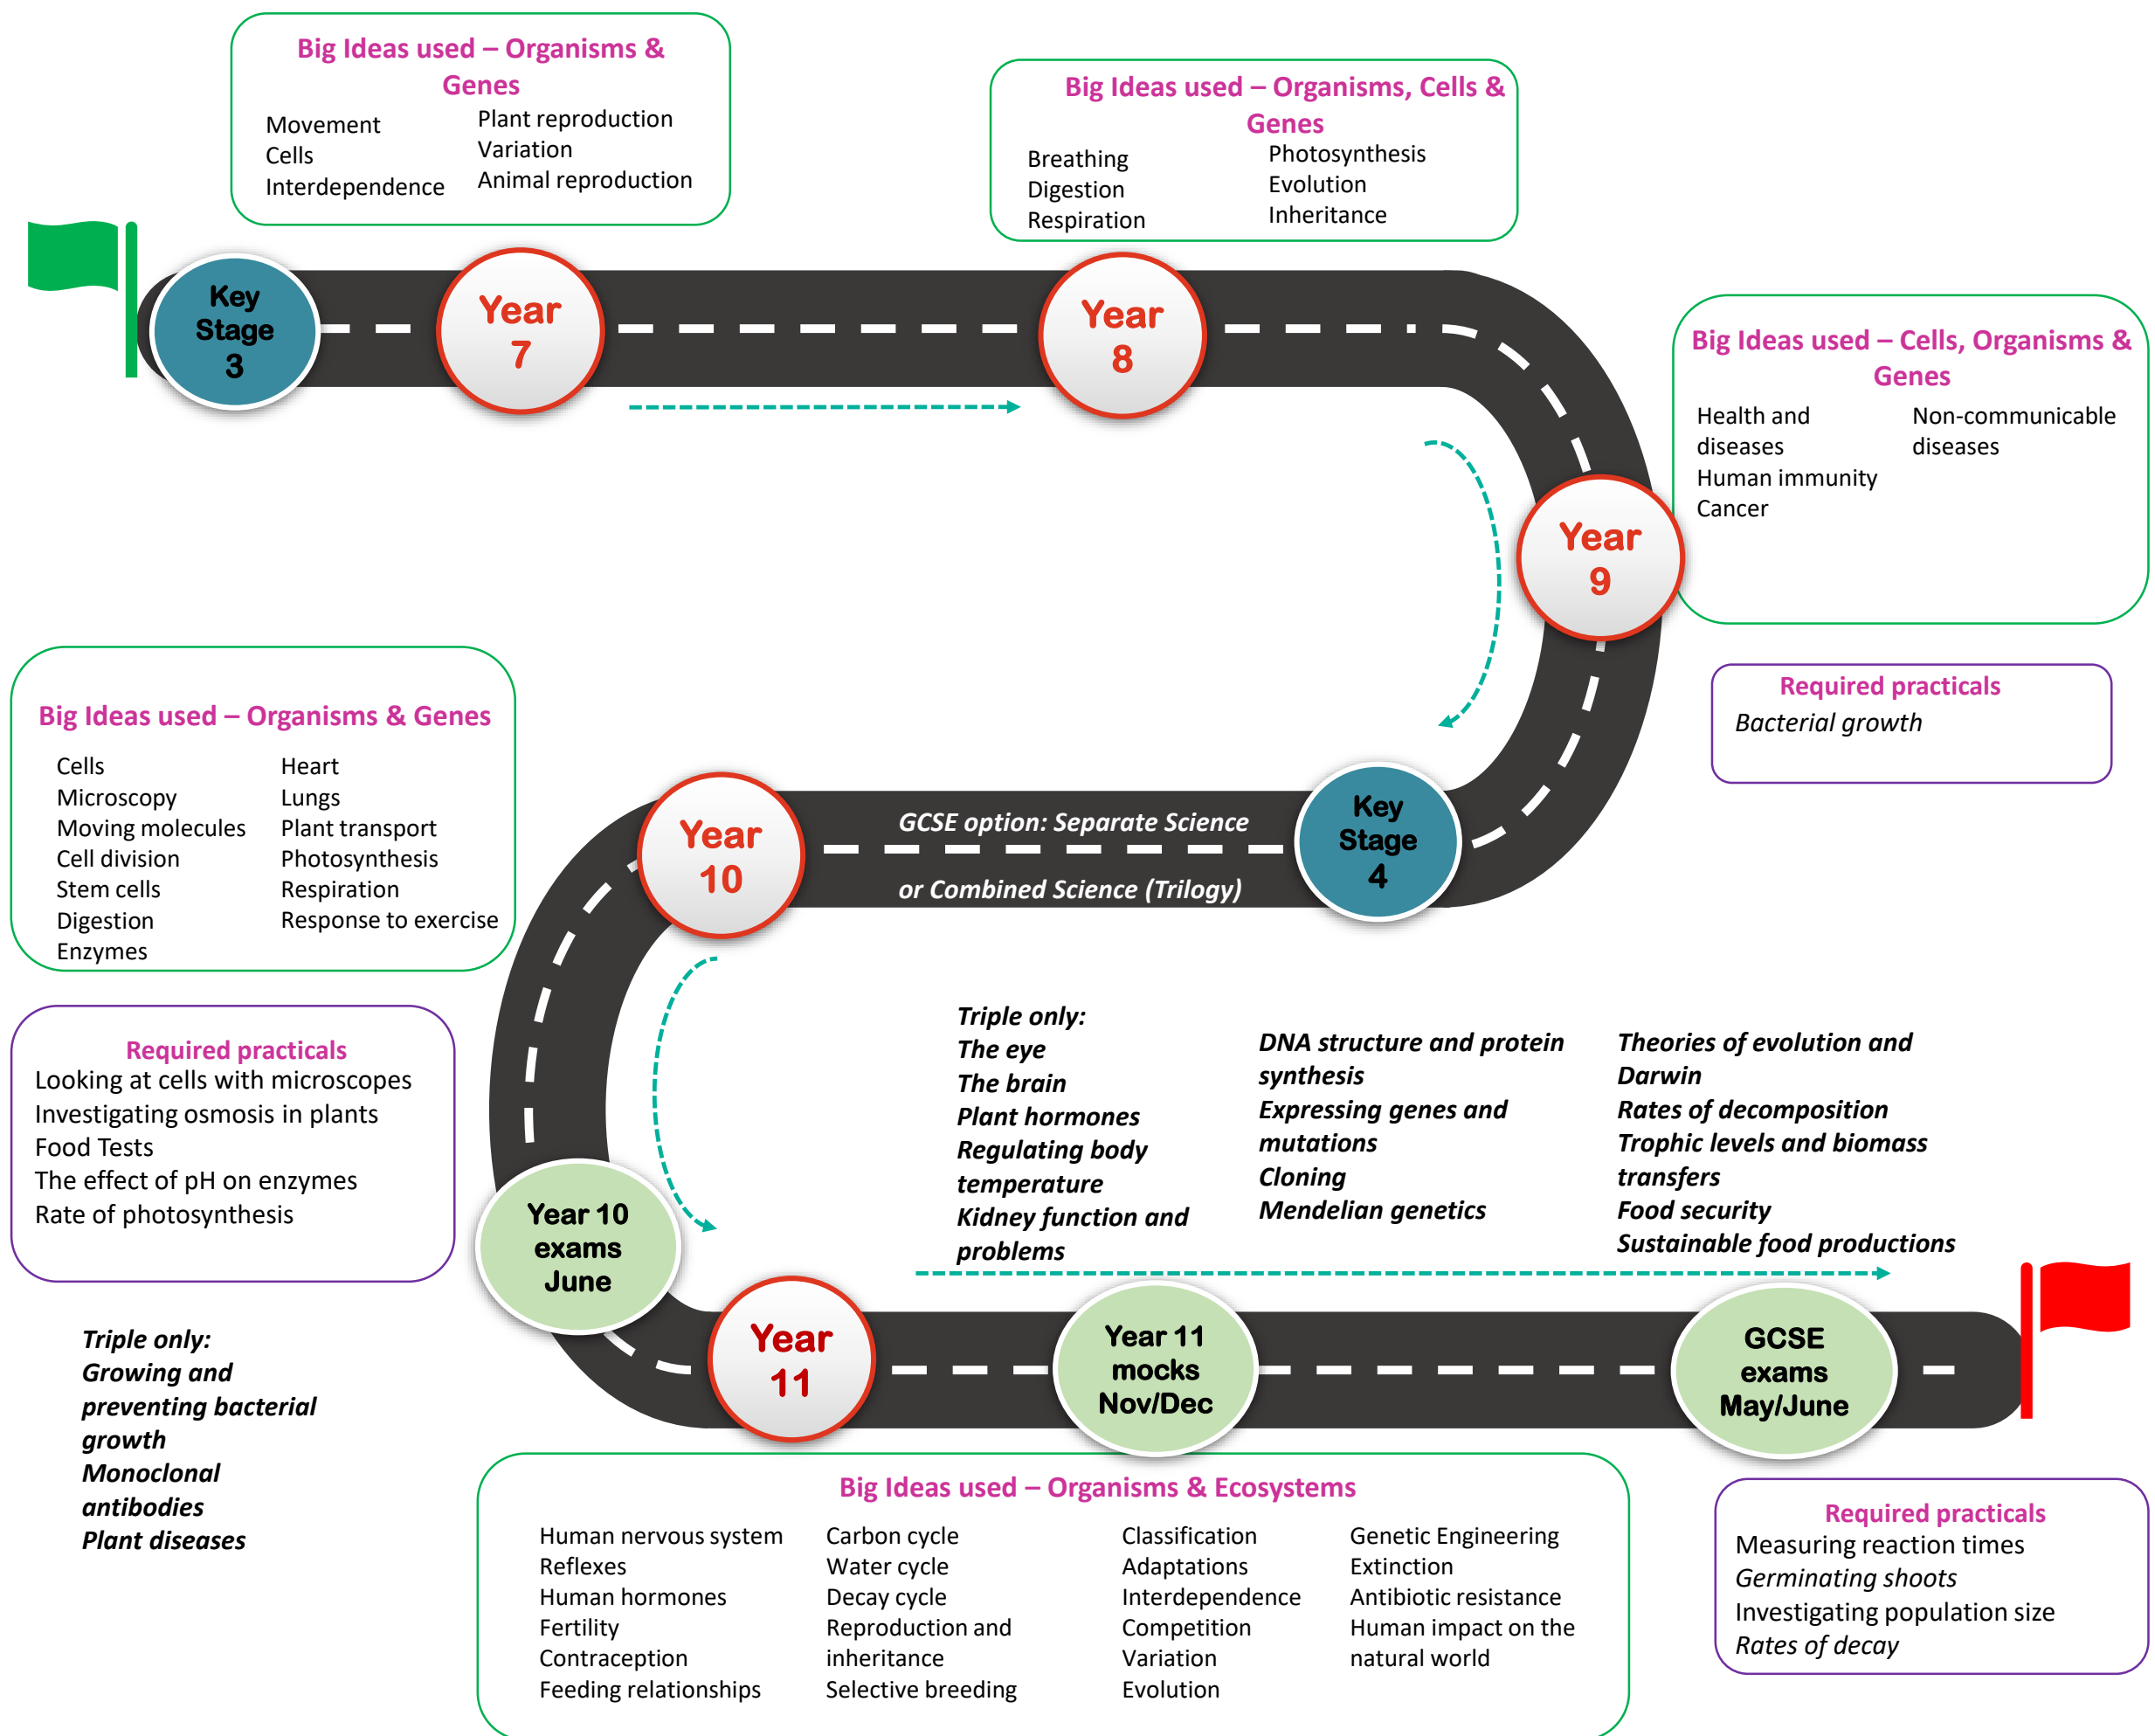 Big Ideas used – Organisms &
Genes
Movement
Cells
Interdependence
Plant reproduction
Variation
Animal reproduction
Big Ideas used – Organisms, Cells &
Genes
Breathing
Digestion
Respiration
Photosynthesis
Evolution
Inheritance
Key
Stage
3
Year
7
Year
8
Big Ideas used – Cells, Organisms &
Genes
Health and
diseases
Human immunity
Cancer
Non-communicable
diseases
Year
9
Required practicals
Bacterial growth
Key
Stage
4
GCSE option: Separate Science
or Combined Science (Trilogy)
Year
10
Big Ideas used – Organisms & Genes
Cells
Microscopy
Moving molecules
Cell division
Stem cells
Digestion
Enzymes
Heart
Lungs
Plant transport
Photosynthesis
Respiration
Response to exercise
Required practicals
Looking at cells with microscopes
Investigating osmosis in plants
Food Tests
The effect of pH on enzymes
Rate of photosynthesis
Triple only:
Growing and
preventing bacterial
growth
Monoclonal
antibodies
Plant diseases
Year 10
exams
June
Triple only:
The eye
The brain
Plant hormones
Regulating body
temperature
Kidney function and
problems
DNA structure and protein
synthesis
Expressing genes and
mutations
Cloning
Mendelian genetics
Theories of evolution and
Darwin
Rates of decomposition
Trophic levels and biomass
transfers
Food security
Sustainable food productions
Year
11
Year 11
mocks
Nov/Dec
GCSE
exams
May/June
Big Ideas used – Organisms & Ecosystems
Human nervous system
Reflexes
Human hormones
Fertility
Contraception
Feeding relationships
Carbon cycle
Water cycle
Decay cycle
Reproduction and
inheritance
Selective breeding
Classification
Adaptations
Interdependence
Competition
Variation
Evolution
Genetic Engineering
Extinction
Antibiotic resistance
Human impact on the
natural world
Required practicals
Measuring reaction times
Germinating shoots
Investigating population size
Rates of decay